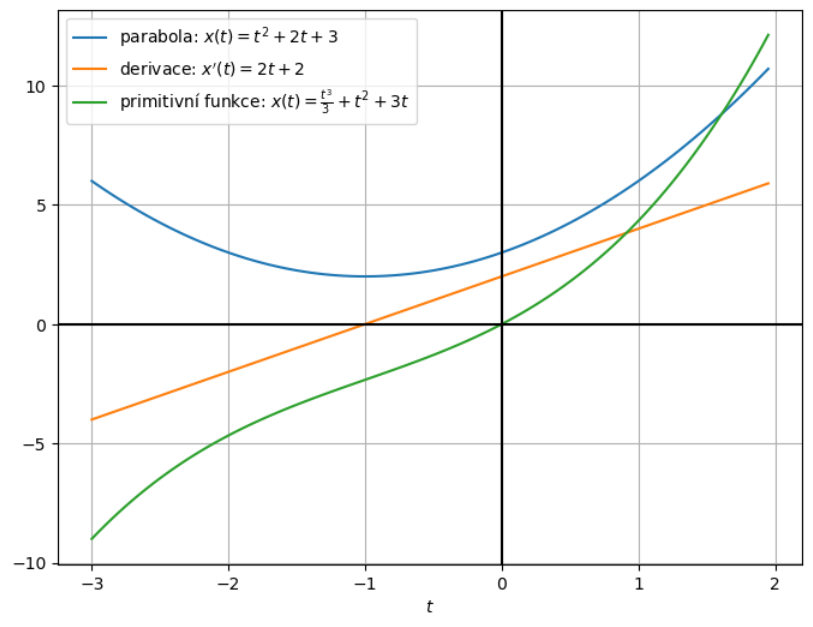 parabola: x(t) = t² + 2t + 3
derivace: x′(t) = 2t + 2
primitivní funkce: x(t) = t³/3 + t² + 3t
10
5
0
−5
−10
−3 −2 −1 0 1 2
t